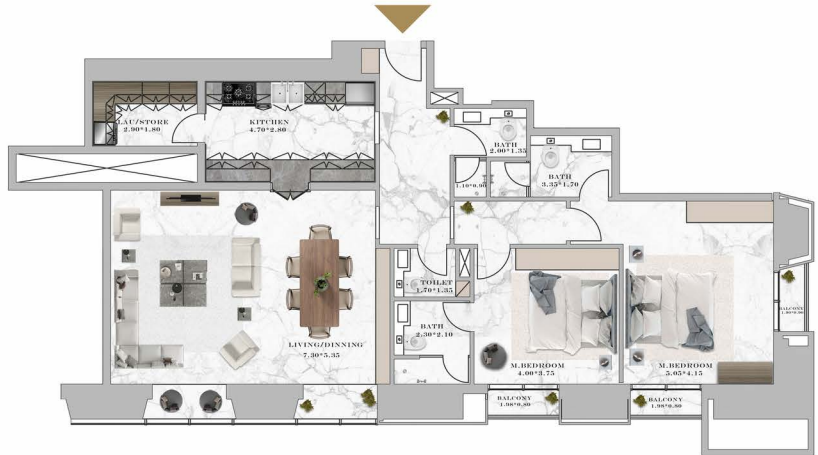 LAU/STORE
2.90*1.80
KITCHEN
4.70*2.80
BATH
2.00*1.35
BATH
3.35*1.70
1.10*0.90
TOILET
1.70*1.35
BATH
2.30*2.10
LIVING/DINNING
7.30*5.35
M.BEDROOM
4.00*3.75
M.BEDROOM
5.05*4.15
BALCONY
BALCONY
1.98*0.80
BALCONY
1.98*0.80